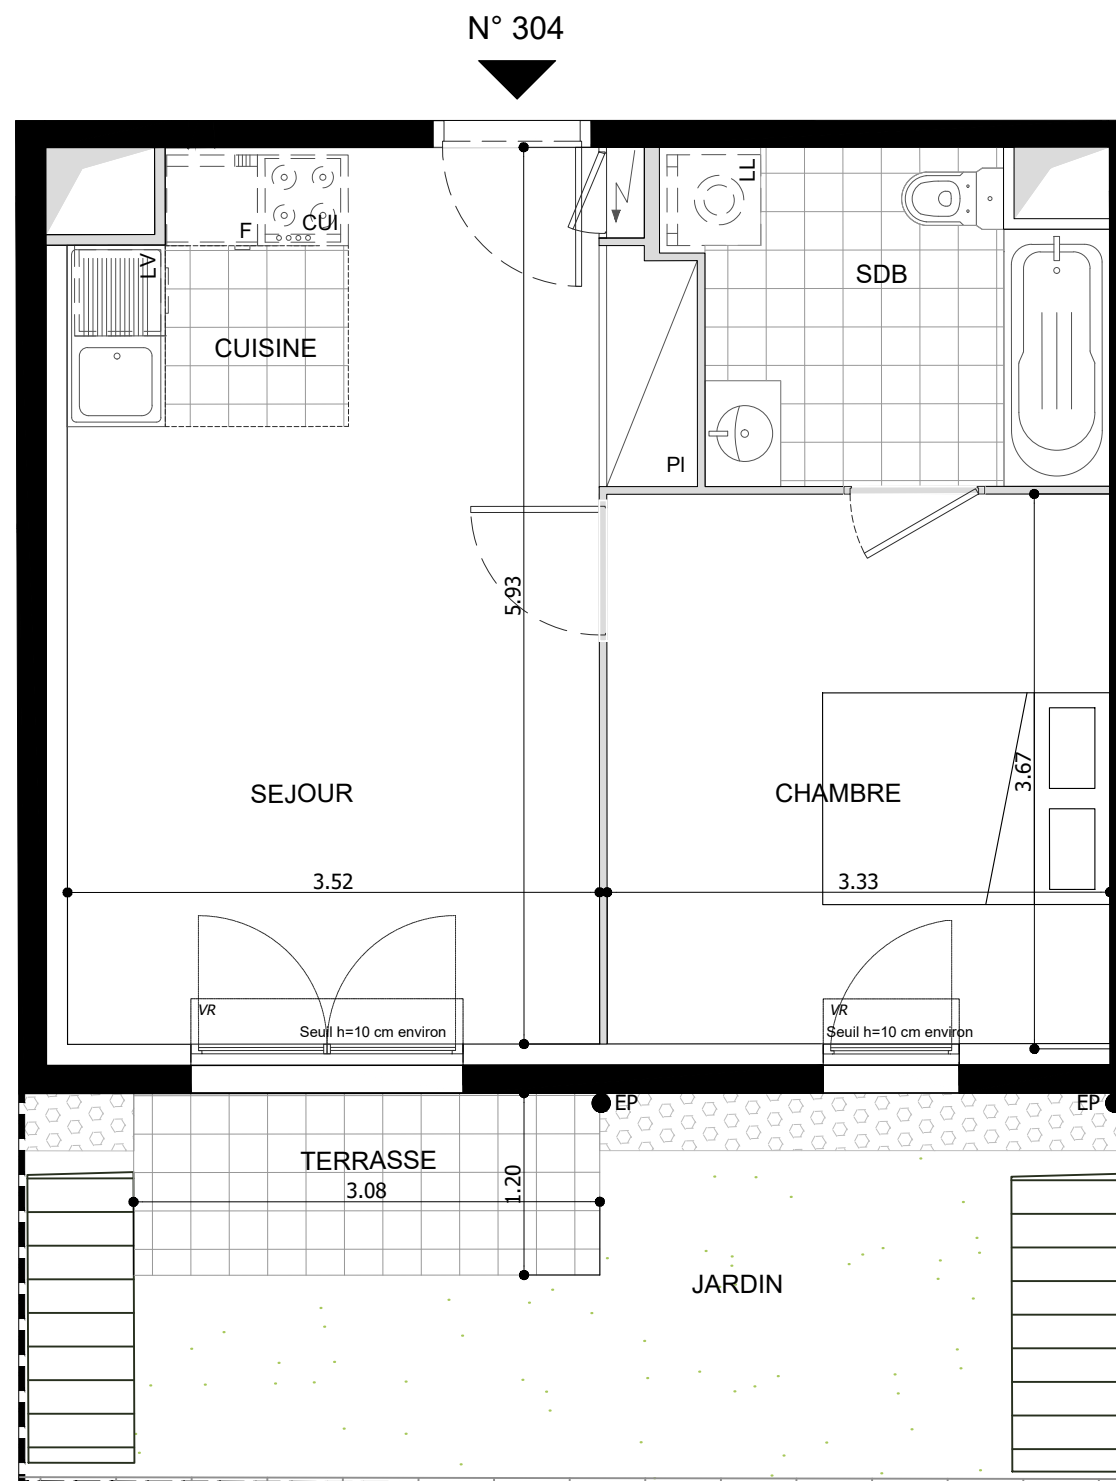 N° 304
LL
F
CUI
LV
SDB
CUISINE
Pl
5.93
3.67
SEJOUR
CHAMBRE
3.52
3.33
VR
Seuil h=10 cm environ
VR
Seuil h=10 cm environ
EP
EP
TERRASSE
3.08
1.20
JARDIN